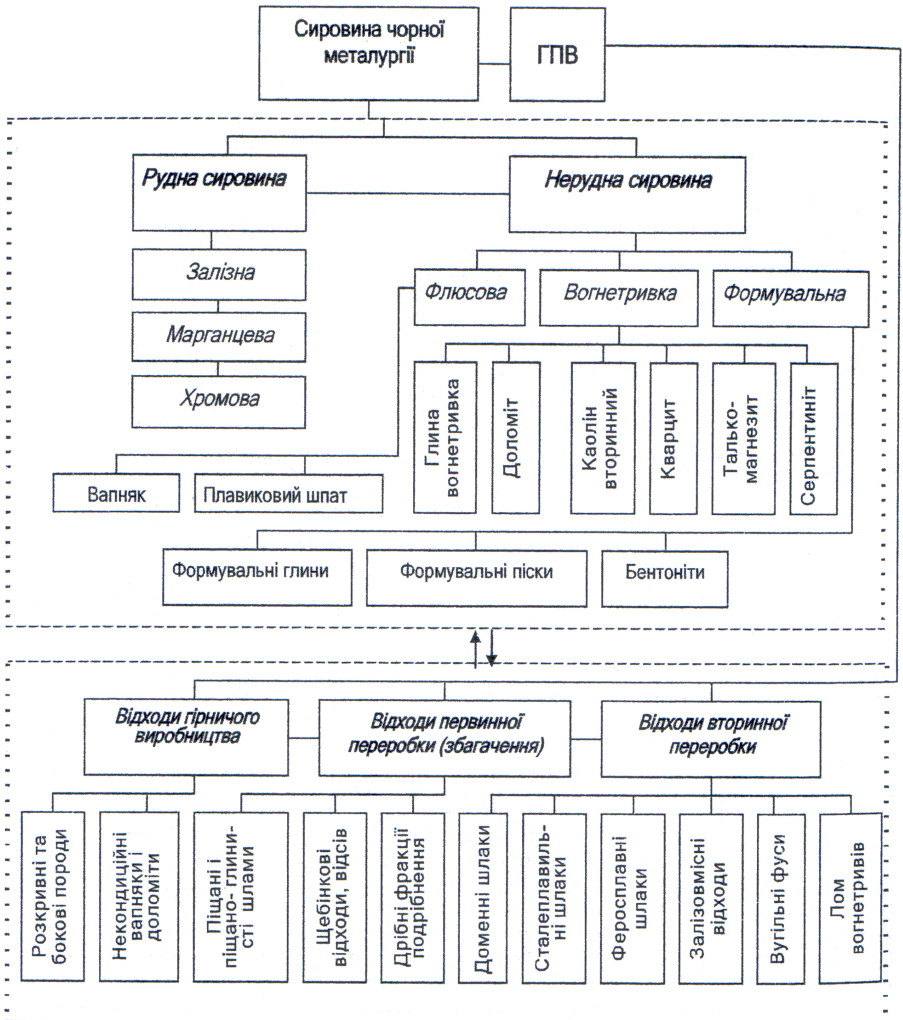 Сировина чорної
металургії
ГПВ
Рудна сировина
Нерудна сировина
Залізна
Марганцева
Хромова
Флюсова
Вогнетривка
Формувальна
Глина
вогнетривка
Доломіт
Каолін
вторинний
Кварцит
Талько-
магнезит
Серпентиніт
Вапняк
Плавиковий шпат
Формувальні глини
Формувальні піски
Бентоніти
Відходи гірничого
виробництва
Відходи первинної
переробки (збагачення)
Відходи вторинної
переробки
Розкривні та
бокові породи
Некондиційні
вапняки і
доломіти
Піщані і
піщано- глини-
сті шлами
Щебінкові
відходи, відсів
Дрібні фракції
подрібнення
Доменні шлаки
Сталеплавиль-
ні шлаки
Феросплавні
шлаки
Залізовмісні
відходи
Вугільні фуси
Лом
вогнетривів